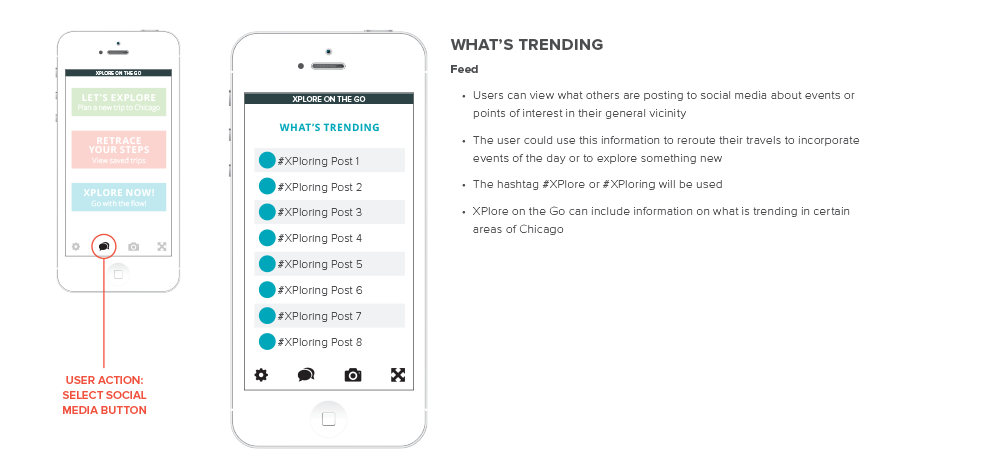 XPLORE ON THE GO
LET'S EXPLORE
Plan a new trip to Chicago
RETRACE
YOUR STEPS
View saved trips
XPLORE NOW!
Go with the flow!
USER ACTION:
SELECT SOCIAL
MEDIA BUTTON
XPLORE ON THE GO
WHAT'S TRENDING
#XPloring Post 1
#XPloring Post 2
#XPloring Post 3
#XPloring Post 4
#XPloring Post 5
#XPloring Post 6
#XPloring Post 7
#XPloring Post 8
WHAT'S TRENDING
Feed
• Users can view what others are posting to social media about events or
points of interest in their general vicinity
• The user could use this information to reroute their travels to incorporate
events of the day or to explore something new
• The hashtag #XPlore or #XPloring will be used
• XPlore on the Go can include information on what is trending in certain
areas of Chicago